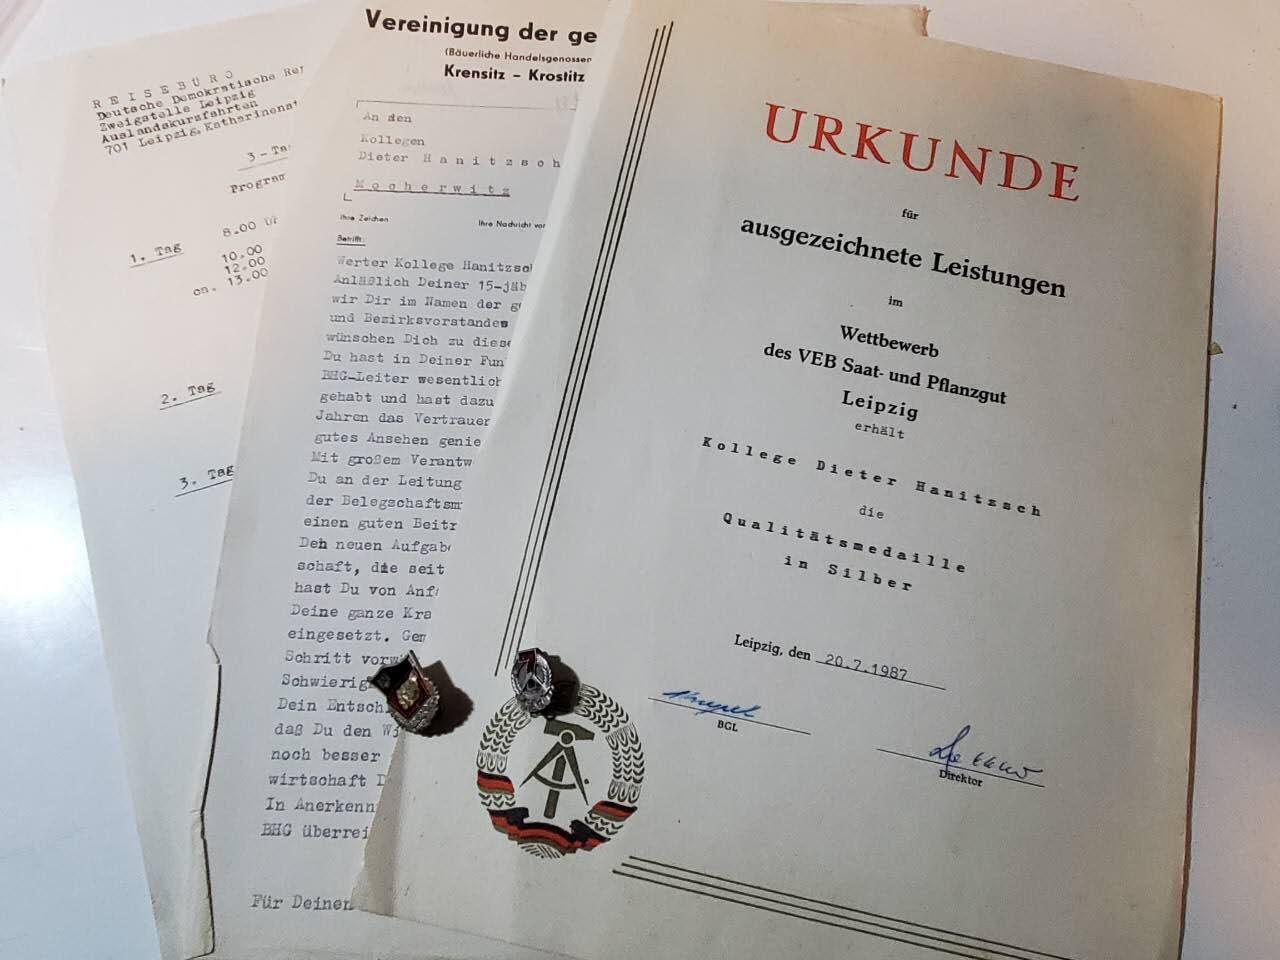 REISEBÜRO
Deutsche Demokratische Re
Zweigstelle Leipzig
Auslandskurzfahrten
701 Leipzig, Katharinenst
3-Ta
Program
1. Tag
8.00 U
10.00
12.00
ca. 13.00
2. Tag
3. Tag
Vereinigung der ge
(Bäuerliche Handelsgenossen
Krensitz - Krostitz
An den
Kollegen
Dieter Hanitzsch
Mocherwitz
Ihre Zeichen
Ihre Nachricht vo
Betrifft:
Werter Kollege Hanitzsc
Anläßlich Deiner 15-jäh
wir Dir im Namen der g
und Bezirksvorstandes
wünschen Dich zu diese
Du hast in Deiner Fun
BHG-Leiter wesentlich
gehabt und hast dazu
Jahren das Vertrauen
gutes Ansehen genie
Mit großem Verantw
Du an der Leitung
der Belegschaftsm
einen guten Beitr
Deh neuen Aufgab
schaft, die seit
hast Du von Anf
Deine ganze Kra
eingesetzt. Gem
Schritt vorw
Schwierig
Dein Entsch
daß Du den Wi
noch besser
wirtschaft D
In Anerkenn
BHG überrei
Für Deinen
URKUNDE
für
ausgezeichnete Leistungen
im
Wettbewerb
des VEB Saat- und Pflanzgut
Leipzig
erhält
Kollege Dieter Hanitzsch
die
Qualitätsmedaille
in Silber
Leipzig, den 20.7.1987
BGL
Direktor